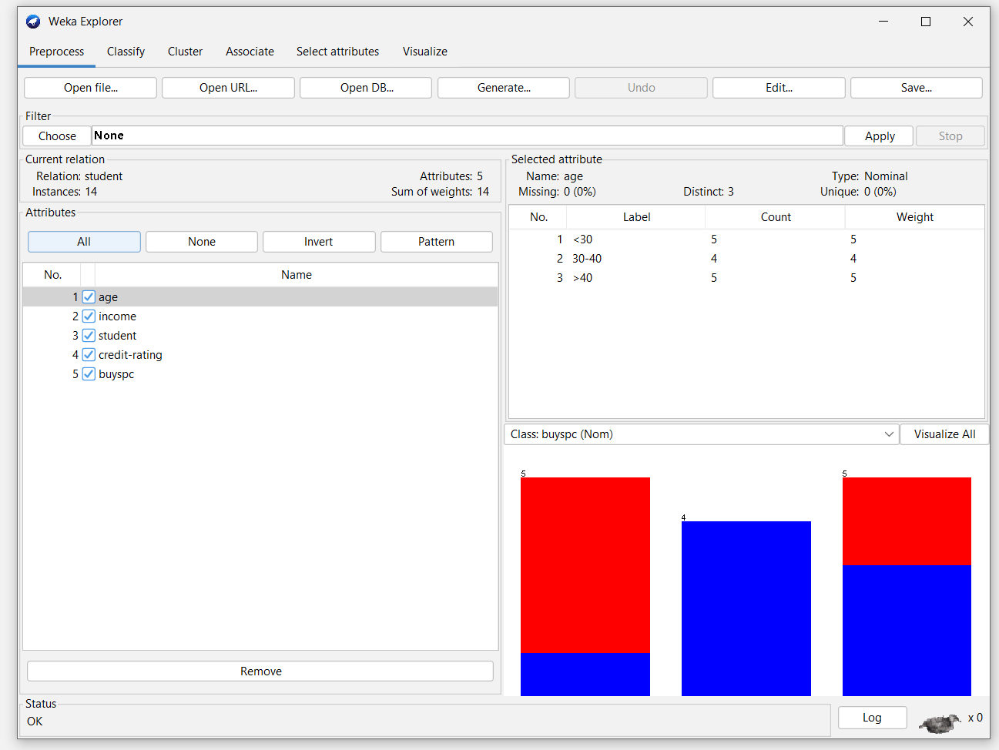 Weka Explorer
Preprocess Classify Cluster Associate Select attributes Visualize
Open file... Open URL... Open DB... Generate... Undo Edit... Save...
Filter
Choose None Apply Stop
Current relation
Relation: student Attributes: 5
Instances: 14 Sum of weights: 14
Attributes
All None Invert Pattern
No. Name
1 age
2 income
3 student
4 credit-rating
5 buyspc
Remove
Selected attribute
Name: age Type: Nominal
Missing: 0 (0%) Distinct: 3 Unique: 0 (0%)
No. Label Count Weight
1 <30 5 5
2 30-40 4 4
3 >40 5 5
Class: buyspc (Nom) Visualize All
5 5
4
Status
OK
Log x 0